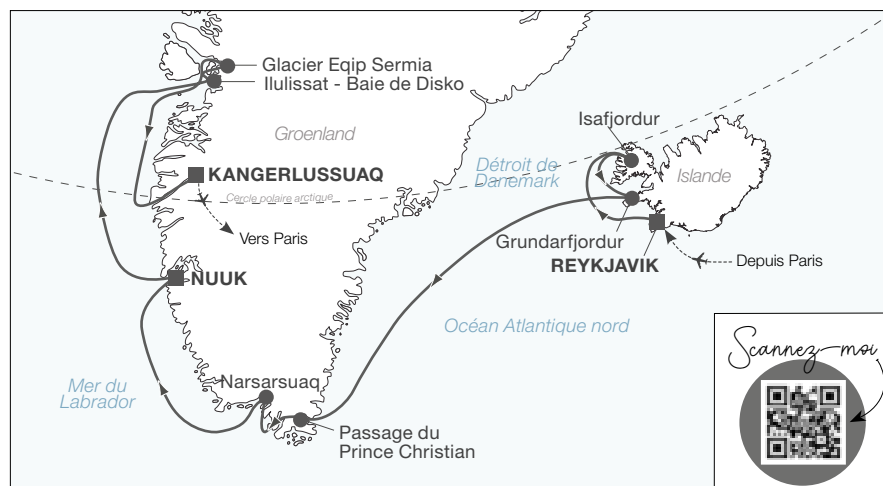 Glacier Eqip Sermia
Ilulissat - Baie de Disko
Groenland
KANGERLUSSUAQ
Cercle polaire arctique
Vers Paris
NUUK
Mer du
Labrador
Narsarsuaq
Passage du
Prince Christian
Isafjordur
Détroit de
Danemark
Islande
Grundarfjordur
REYKJAVIK
Depuis Paris
Océan Atlantique nord
Scannez-moi